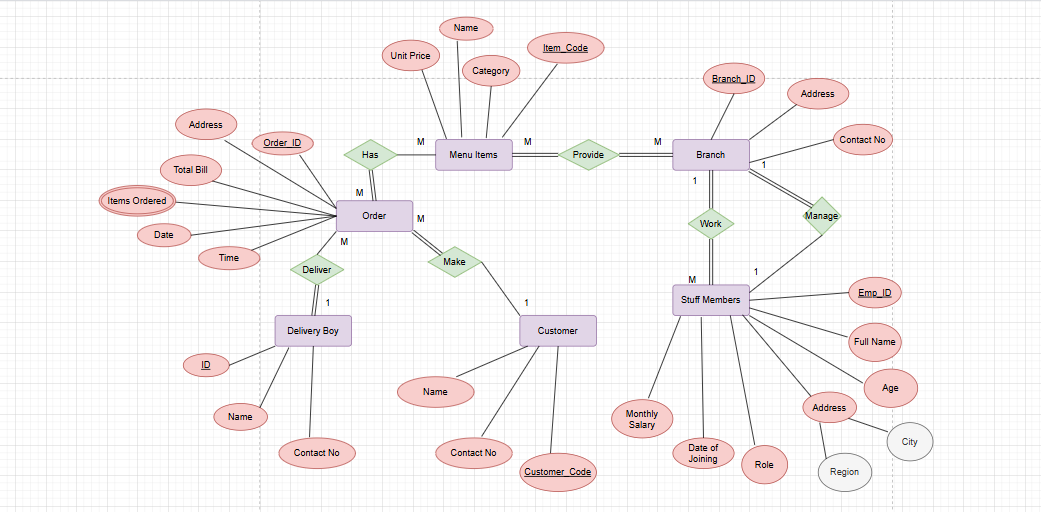 Name
Item_Code
Unit Price
Category
Branch_ID
Address
Contact No
Address
Order_ID
Has
M
Menu Items
M
Provide
M
Branch
1
Total Bill
1
M
Items Ordered
Order
M
Work
Manage
Date
M
Time
Deliver
Make
1
M
1
1
Stuff Members
Emp_ID
Delivery Boy
Customer
Full Name
ID
Name
Age
Name
Monthly
Salary
Address
Contact No
Contact No
Date of
Joining
Role
City
Customer_Code
Region